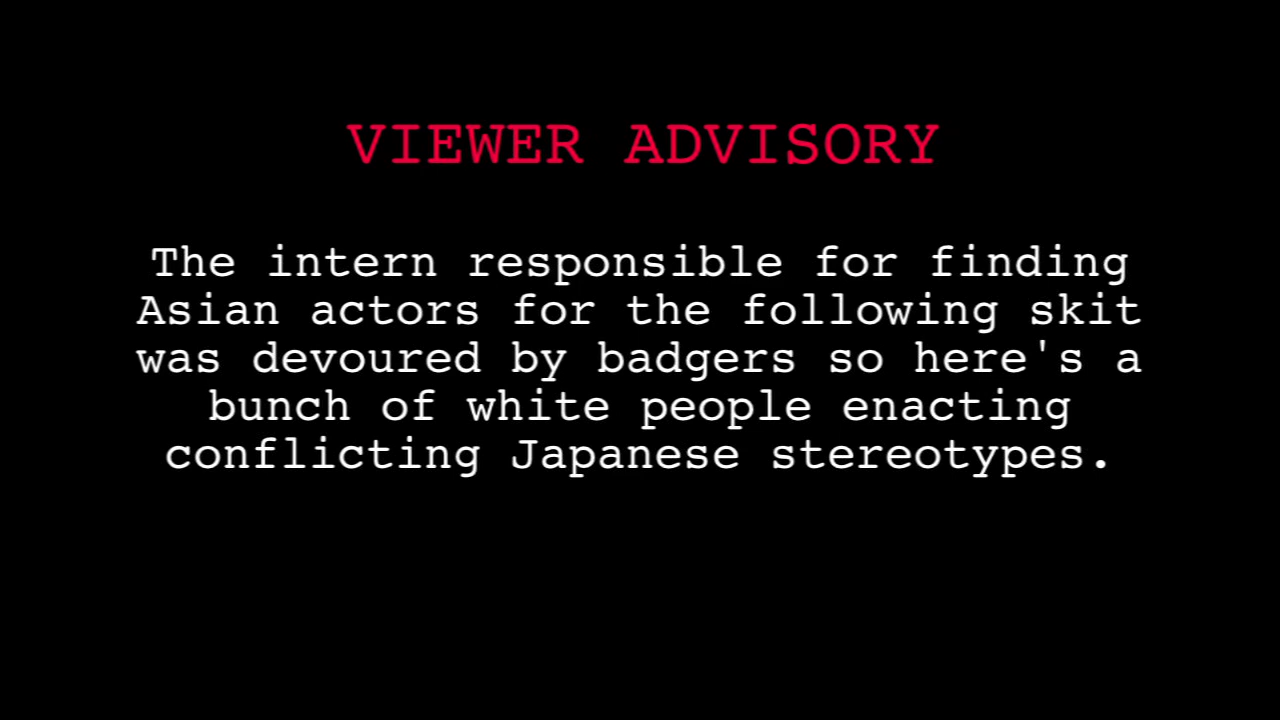 VIEWER ADVISORY
The intern responsible for finding
Asian actors for the following skit
was devoured by badgers so here's a
bunch of white people enacting
conflicting Japanese stereotypes.